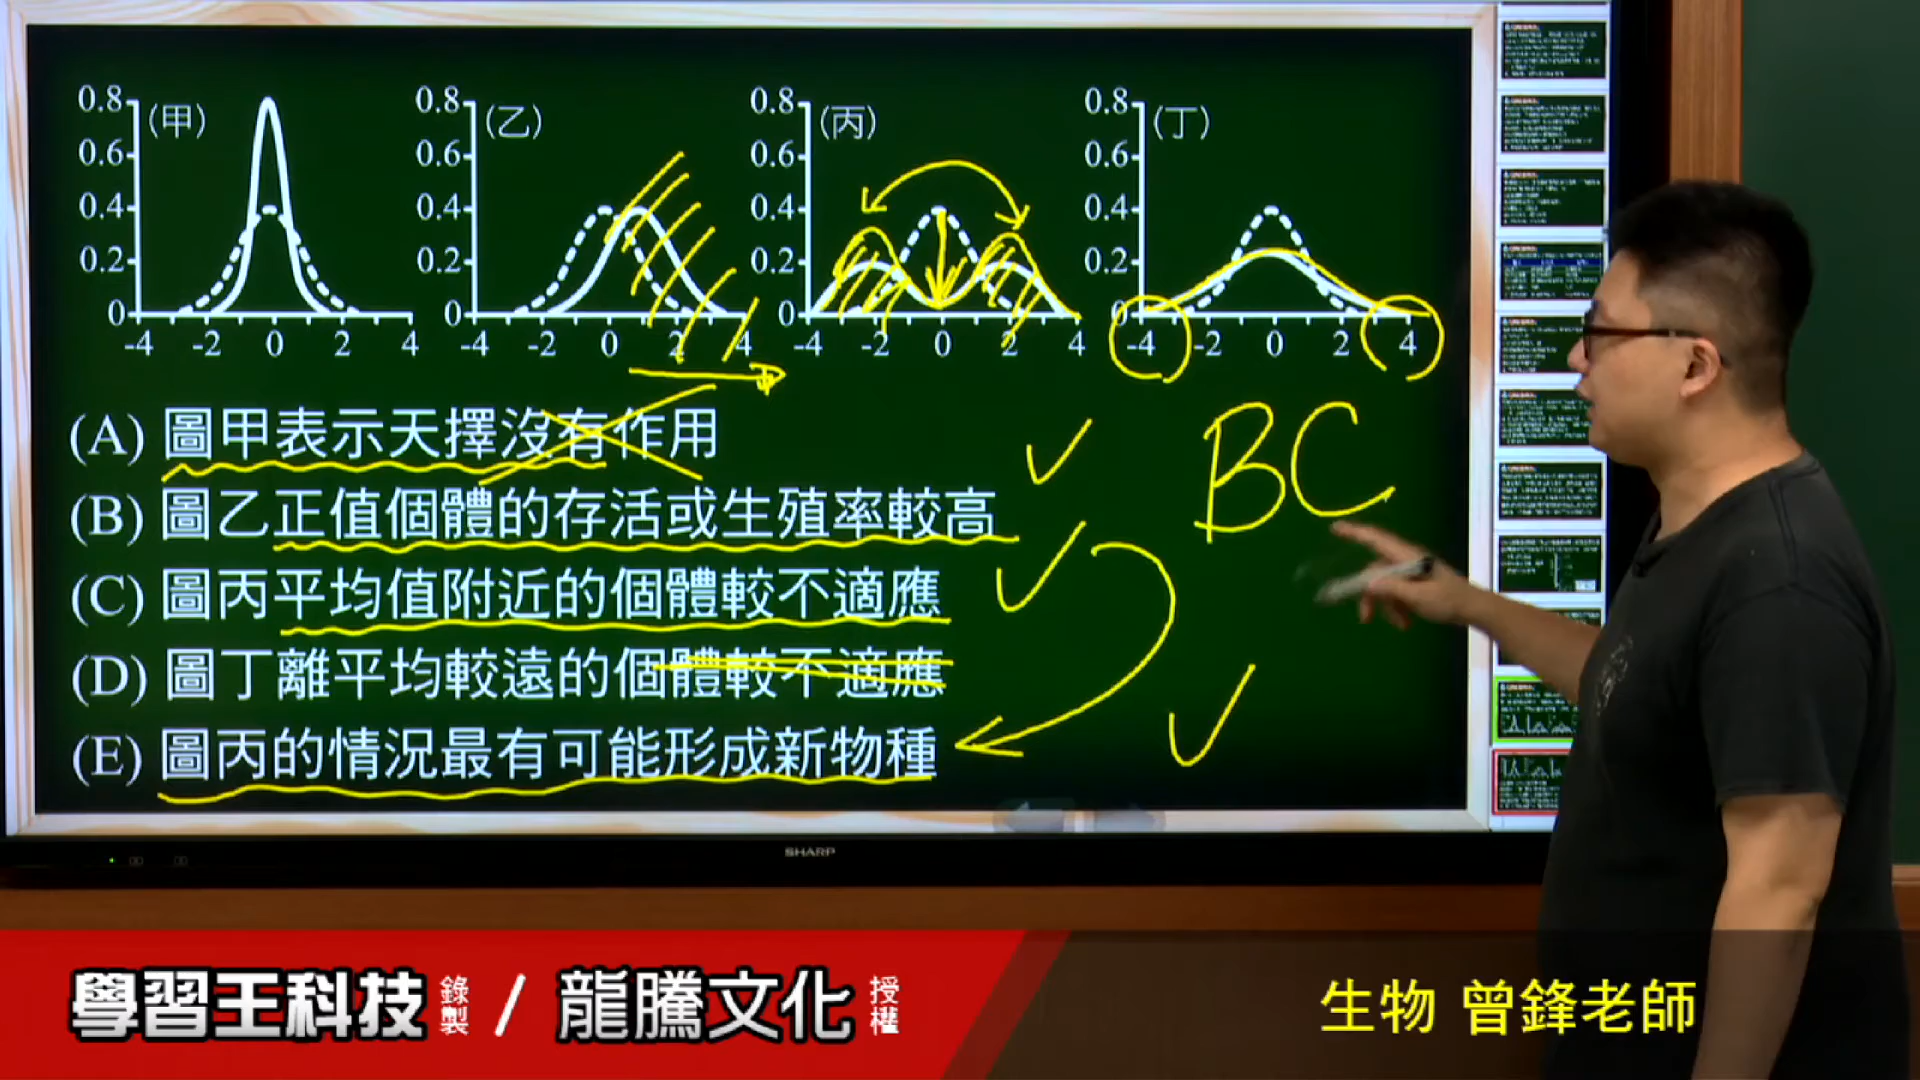 0.8 (甲) 0.8 (乙) 0.8 (丙) 0.8 (丁)
0.6 0.6 0.6 0.6
0.4 0.4 0.4 0.4
0.2 0.2 0.2 0.2
0 0 0 0
-4 -2 0 2 4 -4 -2 0 2 4 -4 -2 0 2 4 -4 -2 0 2 4
(A) 圖甲表示天擇沒有作用
(B) 圖乙正值個體的存活或生殖率較高
(C) 圖丙平均值附近的個體較不適應
(D) 圖丁離平均較遠的個體較不適應
(E) 圖丙的情況最有可能形成新物種
BC
SHARP
學習王科技 錄製 / 龍騰文化 授權
生物 曾鋒老師